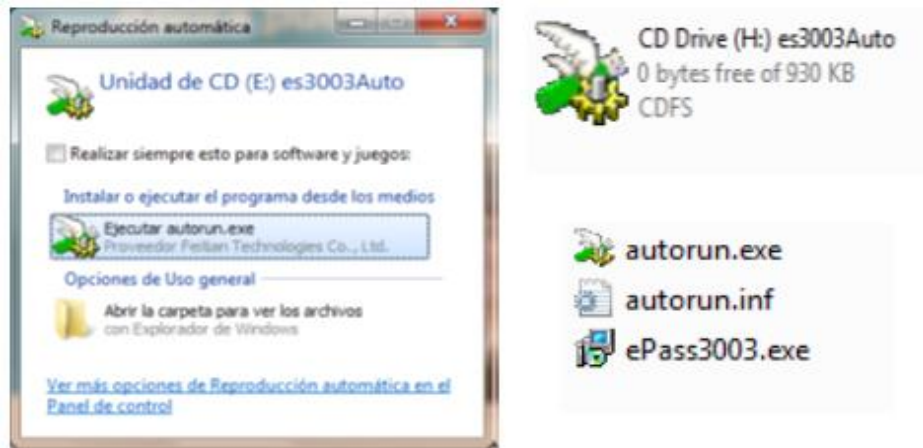 Reproducción automática
Unidad de CD (E:) es3003Auto
Realizar siempre esto para software y juegos:
Instalar o ejecutar el programa desde los medios
Ejecutar autorun.exe
Proveedor Feitian Technologies Co., Ltd.
Opciones de Uso general
Abrir la carpeta para ver los archivos
con Explorador de Windows
Ver más opciones de Reproducción automática en el
Panel de control
CD Drive (H:) es3003Auto
0 bytes free of 930 KB
CDFS
autorun.exe
autorun.inf
ePass3003.exe